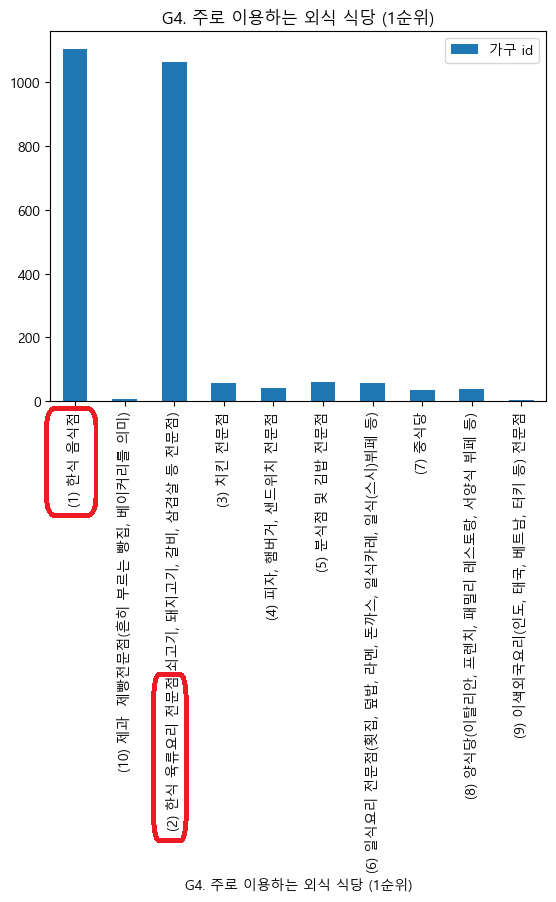 G4. 주로 이용하는 외식 식당 (1순위)
가구 id
1000
800
600
400
200
0
(1) 한식 음식점
(10) 제과  제빵전문점(흔히 부르는 빵집, 베이커리를 의미)
(2) 한식 육류요리 전문점(쇠고기, 돼지고기, 갈비, 삼겹살 등 전문점)
(3) 치킨 전문점
(4) 피자, 햄버거, 샌드위치 전문점
(5) 분식점 및 김밥 전문점
(6) 일식요리 전문점(횟집, 덮밥, 라멘, 돈까스, 일식카레, 일식(스시)뷔페 등)
(7) 중식당
(8) 양식당(이탈리안, 프렌치, 패밀리 레스토랑, 서양식 뷔페 등)
(9) 이색외국요리(인도, 태국, 베트남, 터키 등) 전문점
G4. 주로 이용하는 외식 식당 (1순위)